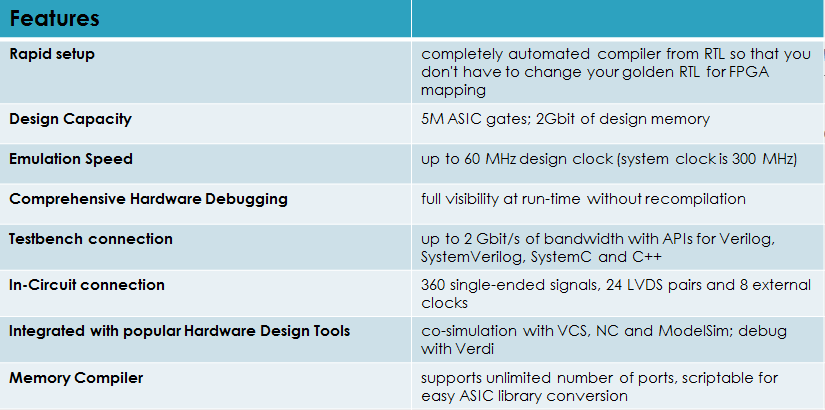 Features
Rapid setup
completely automated compiler from RTL so that you
don't have to change your golden RTL for FPGA
mapping
Design Capacity
5M ASIC gates; 2Gbit of design memory
Emulation Speed
up to 60 MHz design clock (system clock is 300 MHz)
Comprehensive Hardware Debugging
full visibility at run-time without recompilation
Testbench connection
up to 2 Gbit/s of bandwidth with APIs for Verilog,
SystemVerilog, SystemC and C++
In-Circuit connection
360 single-ended signals, 24 LVDS pairs and 8 external
clocks
Integrated with popular Hardware Design Tools
co-simulation with VCS, NC and ModelSim; debug
with Verdi
Memory Compiler
supports unlimited number of ports, scriptable for
easy ASIC library conversion